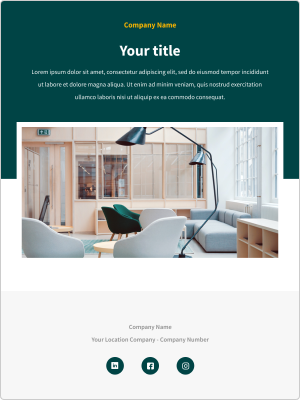 Company Name
Your title
Lorem ipsum dolor sit amet, consectetur adipiscing elit, sed do eiusmod tempor incididunt
ut labore et dolore magna aliqua. Ut enim ad minim veniam, quis nostrud exercitation
ullamco laboris nisi ut aliquip ex ea commodo consequat.
Company Name
Your Location Company - Company Number